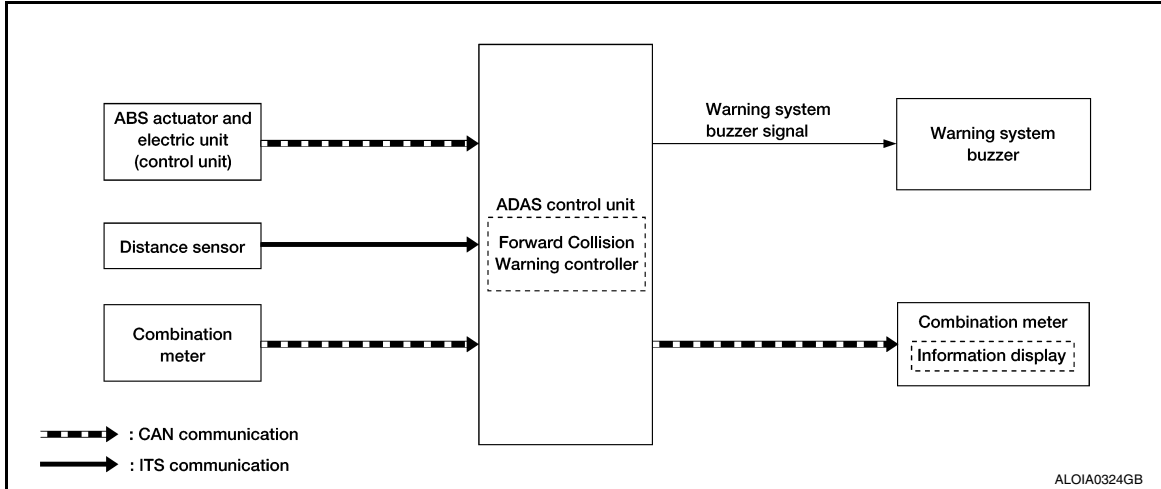 ABS actuator and
electric unit
(control unit)
Distance sensor
Combination
meter
ADAS control unit
Forward Collision
Warning controller
Warning system
buzzer signal
Warning system
buzzer
Combination meter
Information display
: CAN communication
: ITS communication
ALOIA0324GB